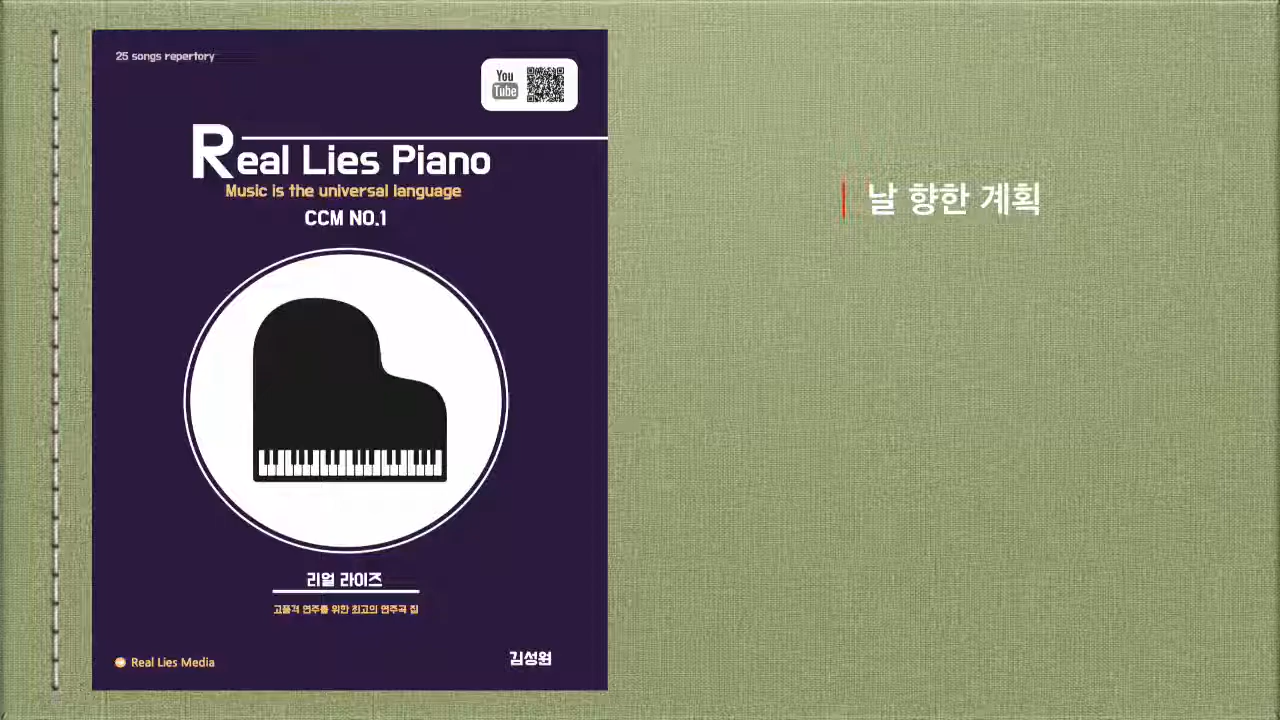 25 songs repertory
You
Tube
Real Lies Piano
Music is the universal language
CCM NO.1
리얼 라이즈
고품격 연주를 위한 최고의 연주곡 집
Real Lies Media
김성원
날 향한 계획